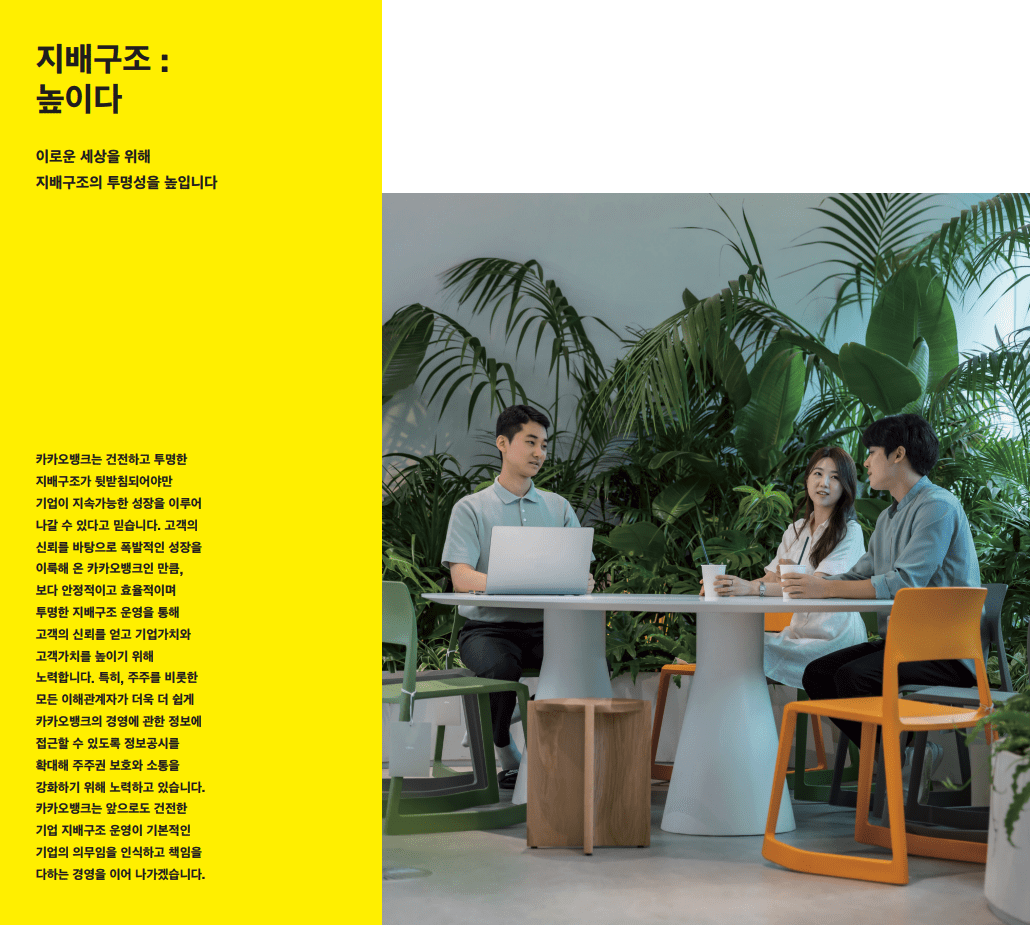 지배구조 :
높이다
이로운 세상을 위해
지배구조의 투명성을 높입니다
카카오뱅크는 건전하고 투명한
지배구조가 뒷받침되어야만
기업이 지속가능한 성장을 이루어
나갈 수 있다고 믿습니다. 고객의
신뢰를 바탕으로 폭발적인 성장을
이룩해 온 카카오뱅크인 만큼,
보다 안정적이고 효율적이며
투명한 지배구조 운영을 통해
고객의 신뢰를 얻고 기업가치와
고객가치를 높이기 위해
노력합니다. 특히, 주주를 비롯한
모든 이해관계자가 더욱 더 쉽게
카카오뱅크의 경영에 관한 정보에
접근할 수 있도록 정보공시를
확대해 주주권 보호와 소통을
강화하기 위해 노력하고 있습니다.
카카오뱅크는 앞으로도 건전한
기업 지배구조 운영이 기본적인
기업의 의무임을 인식하고 책임을
다하는 경영을 이어 나가겠습니다.